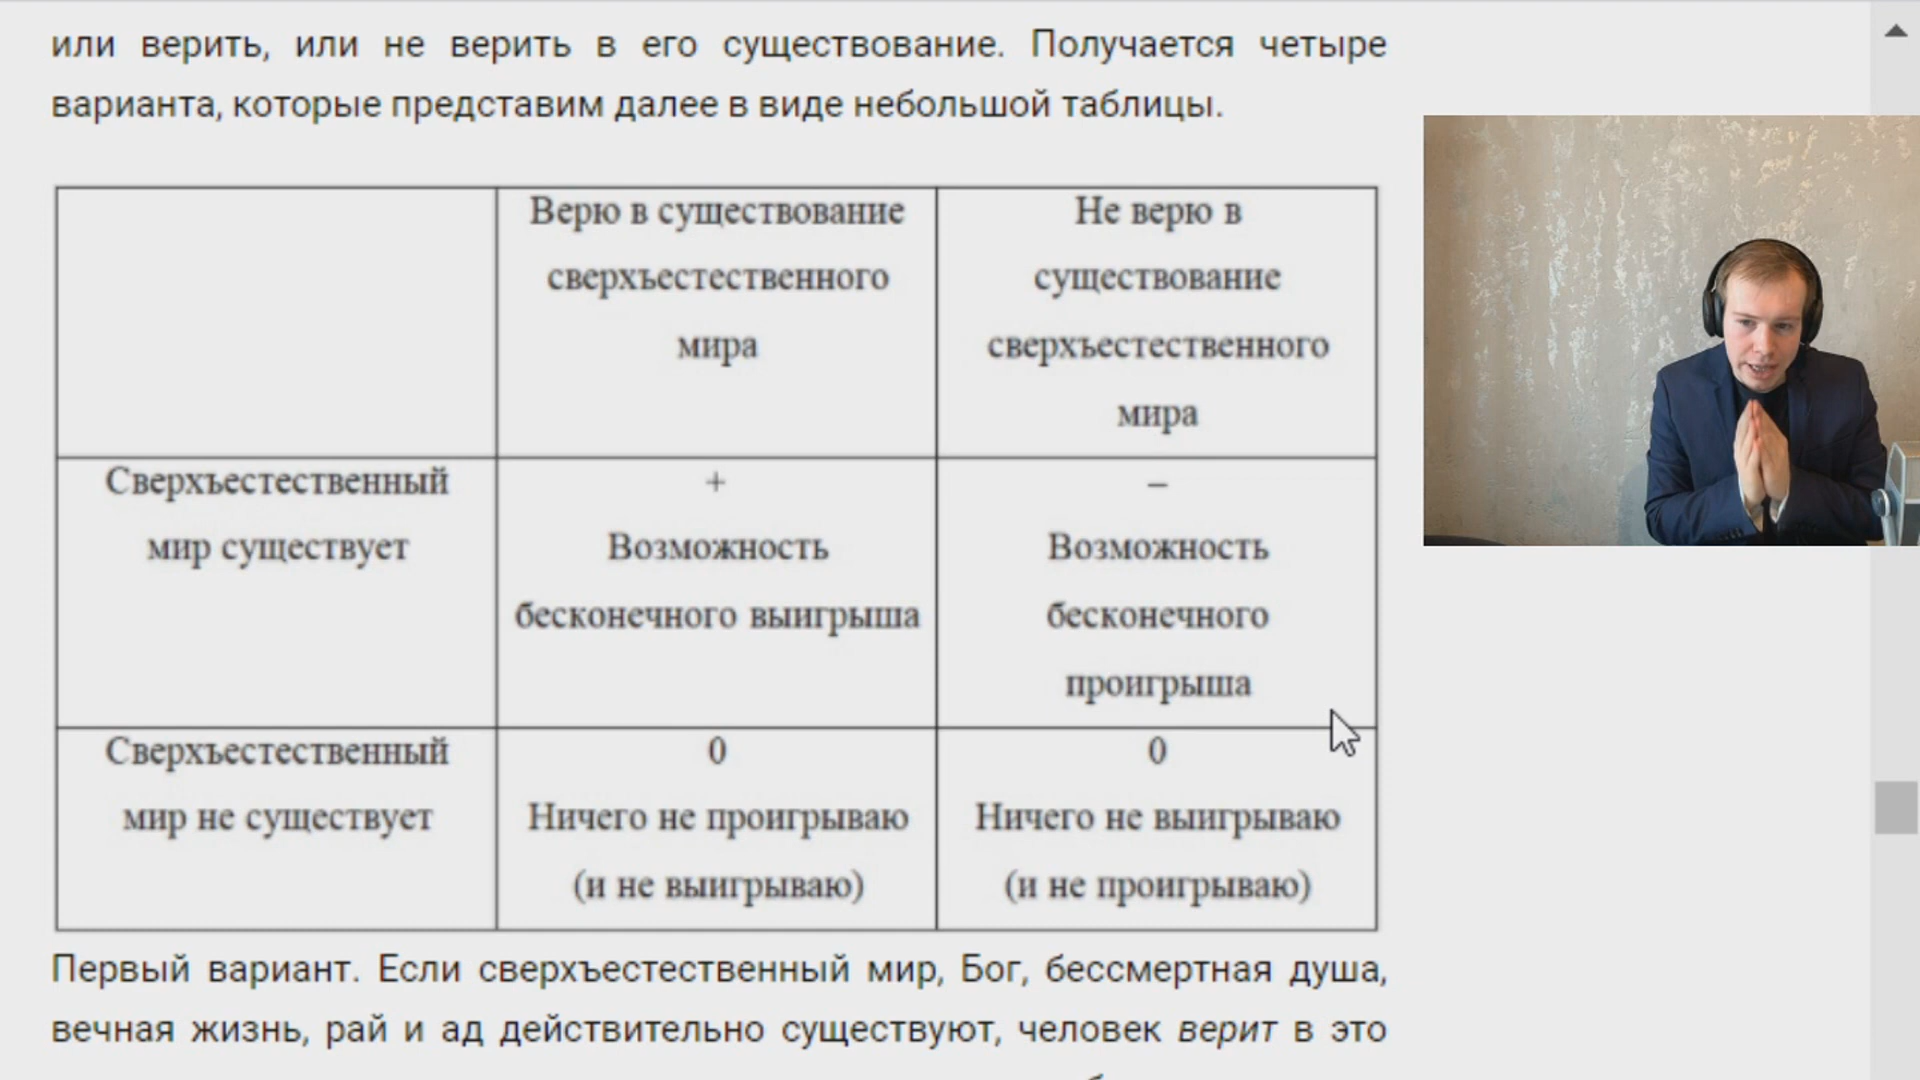 или верить, или не верить в его существование. Получается четыре
варианта, которые представим далее в виде небольшой таблицы.
Верю в существование
сверхъестественного
мира
Не верю в
существование
сверхъестественного
мира
Сверхъестественный
мир существует
+
Возможность
бесконечного выигрыша
–
Возможность
бесконечного
проигрыша
Сверхъестественный
мир не существует
0
Ничего не проигрываю
(и не выигрываю)
0
Ничего не выигрываю
(и не проигрываю)
Первый вариант. Если сверхъестественный мир, Бог, бессмертная душа,
вечная жизнь, рай и ад действительно существуют, человек верит в это